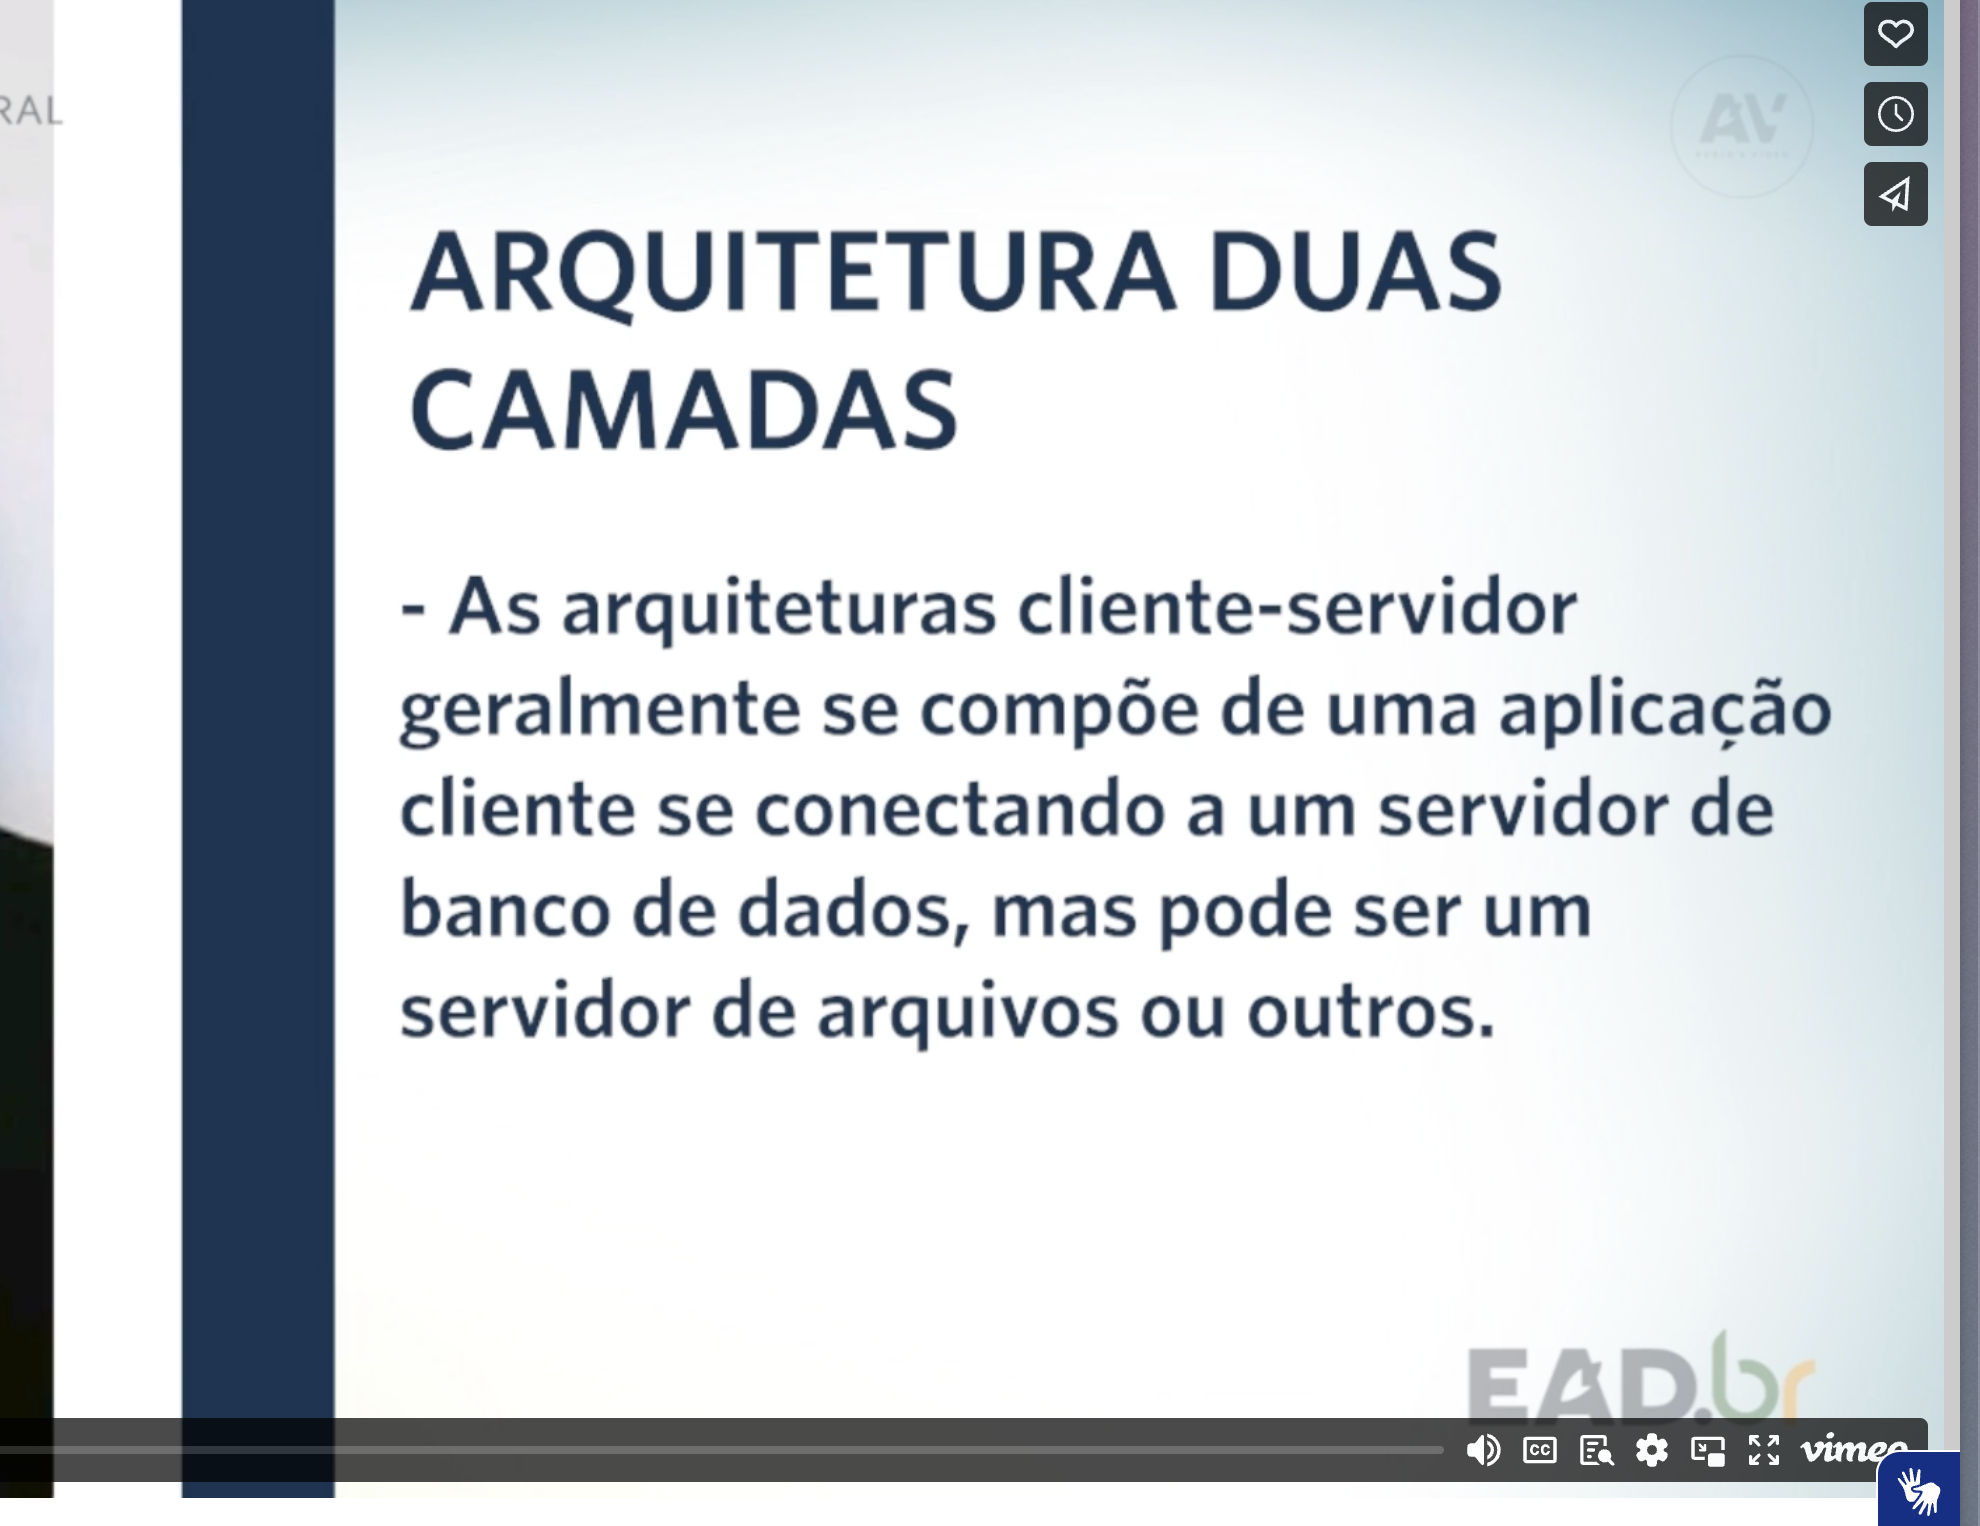 RAL
AV
ARQUITETURA DUAS
CAMADAS
- As arquiteturas cliente-servidor
geralmente se compõe de uma aplicação
cliente se conectando a um servidor de
banco de dados, mas pode ser um
servidor de arquivos ou outros.
EAD.br
CC
vimeo